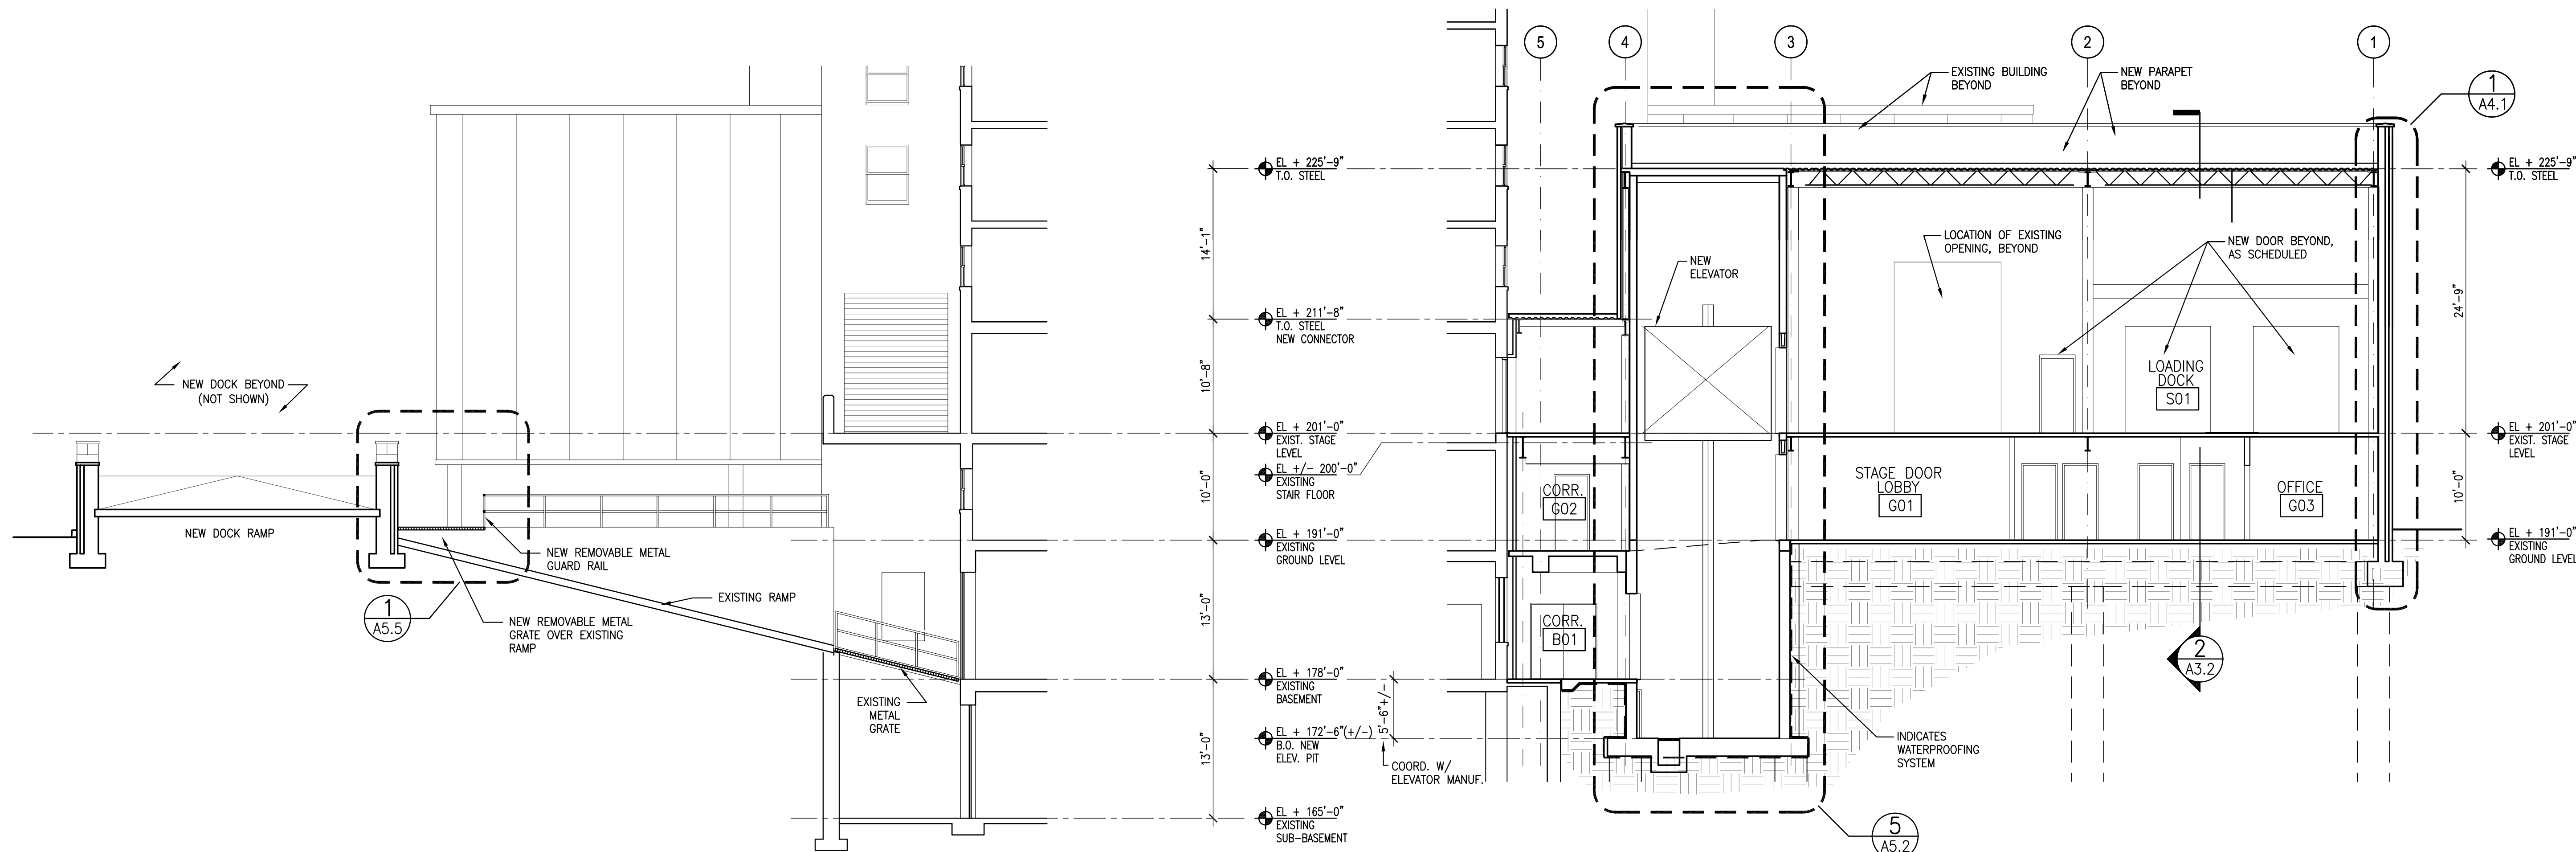 NEW DOCK BEYOND
(NOT SHOWN)
NEW DOCK RAMP
1
A5.5
NEW REMOVABLE METAL
GUARD RAIL
NEW REMOVABLE METAL
GRATE OVER EXISTING
RAMP
EXISTING RAMP
EXISTING
METAL
GRATE
14'-1"
10'-8"
10'-0"
13'-0"
13'-0"
EL + 225'-9"
T.O. STEEL
EL + 211'-8"
T.O. STEEL
NEW CONNECTOR
EL + 201'-0"
EXIST. STAGE
LEVEL
EL +/- 200'-0"
EXISTING
STAIR FLOOR
EL + 191'-0"
EXISTING
GROUND LEVEL
EL + 178'-0"
EXISTING
BASEMENT
EL + 172'-6"(+/-)
B.O. NEW
ELEV. PIT
EL + 165'-0"
EXISTING
SUB-BASEMENT
5'-6"+/-
COORD. W/
ELEVATOR MANUF.
5
4
3
2
1
EXISTING BUILDING
BEYOND
NEW PARAPET
BEYOND
1
A4.1
NEW
ELEVATOR
LOCATION OF EXISTING
OPENING, BEYOND
NEW DOOR BEYOND,
AS SCHEDULED
LOADING
DOCK
S01
CORR.
G02
STAGE DOOR
LOBBY
G01
OFFICE
G03
CORR.
B01
INDICATES
WATERPROOFING
SYSTEM
2
A3.2
5
A5.2
24'-9"
10'-0"
EL + 225'-9"
T.O. STEEL
EL + 201'-0"
EXIST. STAGE
LEVEL
EL + 191'-0"
EXISTING
GROUND LEVEL